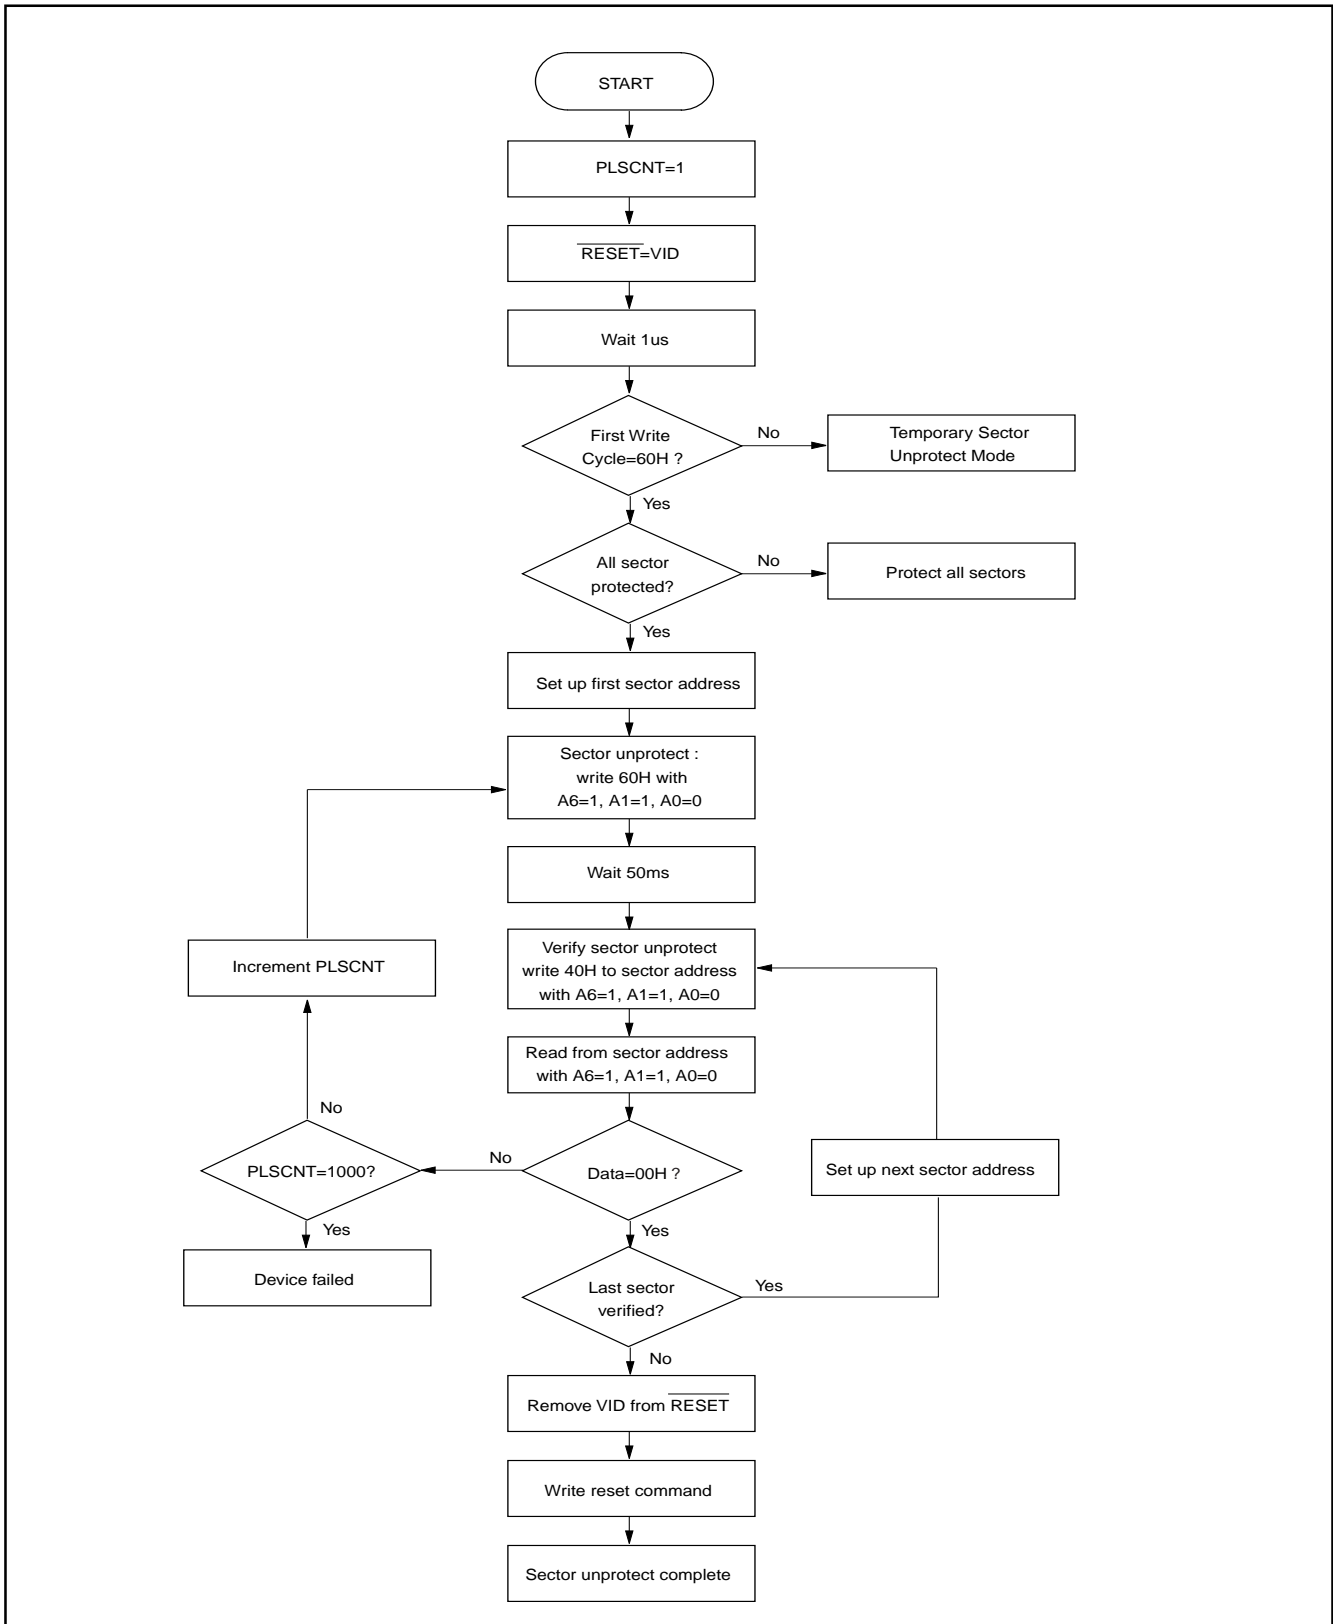 START
PLSCNT=1
RESET=VID
Wait 1us
First Write
Cycle=60H ?
No
Temporary Sector
Unprotect Mode
Yes
All sector
protected?
No
Protect all sectors
Yes
Set up first sector address
Sector unprotect :
write 60H with
A6=1, A1=1, A0=0
Wait 50ms
Increment PLSCNT
Verify sector unprotect
write 40H to sector address
with A6=1, A1=1, A0=0
Read from sector address
with A6=1, A1=1, A0=0
No
PLSCNT=1000?
No
Data=00H ?
Set up next sector address
Yes
Yes
Device failed
Last sector
verified?
Yes
No
Remove VID from RESET
Write reset command
Sector unprotect complete